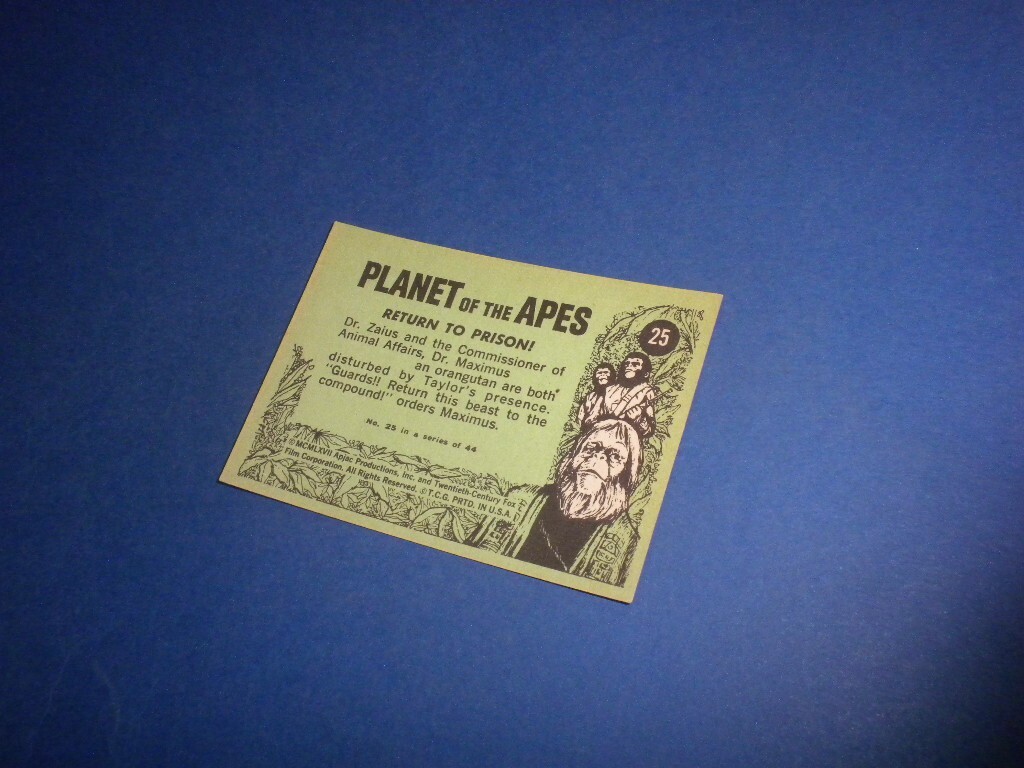 PLANET OF THE APES
25
RETURN TO PRISON!
Dr. Zaius and the Commissioner of
Animal Affairs, Dr. Maximus
an orangutan are both
disturbed by Taylor's presence.
"Guards!! Return this beast to the
compound!" orders Maximus.
No. 25 in a series of 44
© MCMLXVII Apjac Productions, Inc. and Twentieth-Century Fox
Film Corporation. All Rights Reserved. © T.C.G. PRTD. IN U.S.A.